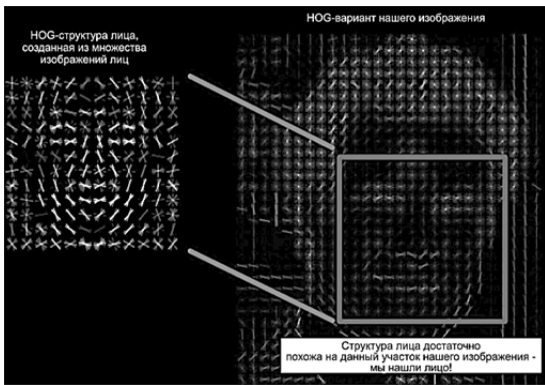 HOG-структура лица,
созданная из множества
изображений лиц
HOG-вариант нашего изображения
Структура лица достаточно
похожа на данный участок нашего изображения -
мы нашли лицо!